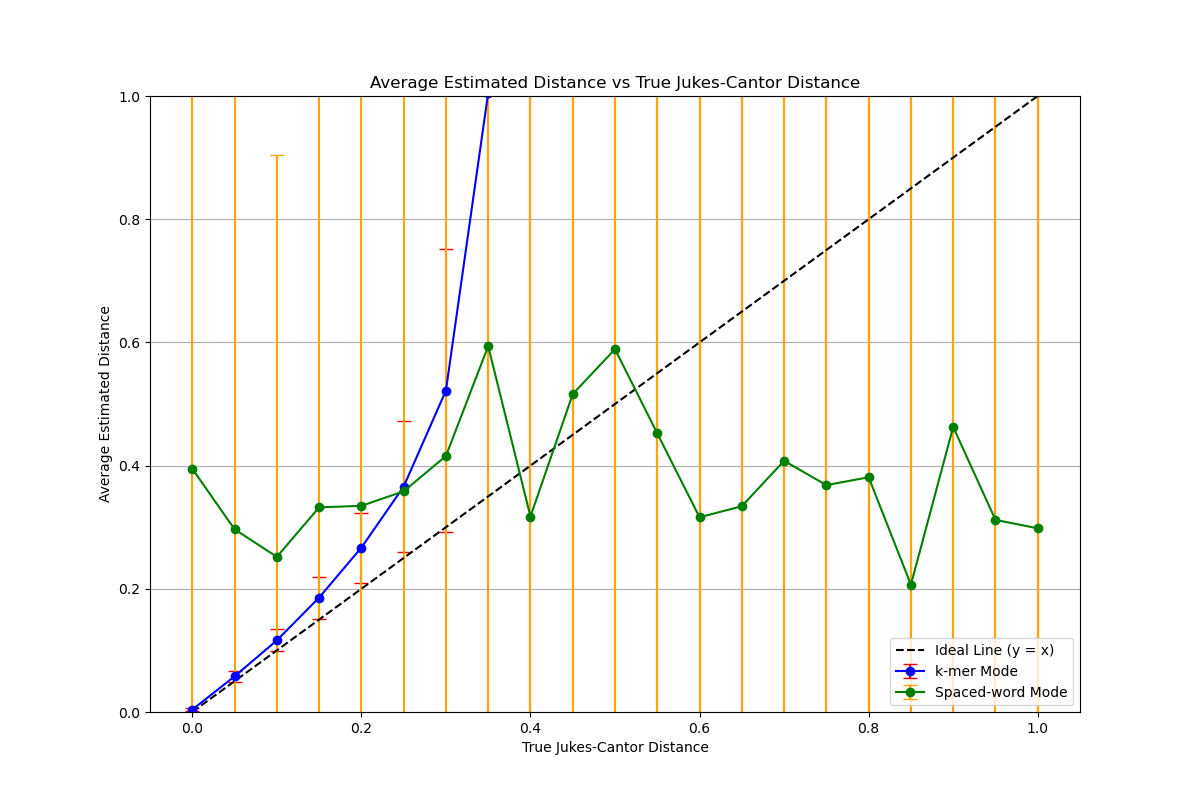 Average Estimated Distance vs True Jukes-Cantor Distance
1.0
0.8
0.6
0.4
0.2
0.0
Average Estimated Distance
0.0 0.2 0.4 0.6 0.8 1.0
True Jukes-Cantor Distance
Ideal Line (y = x)
k-mer Mode
Spaced-word Mode